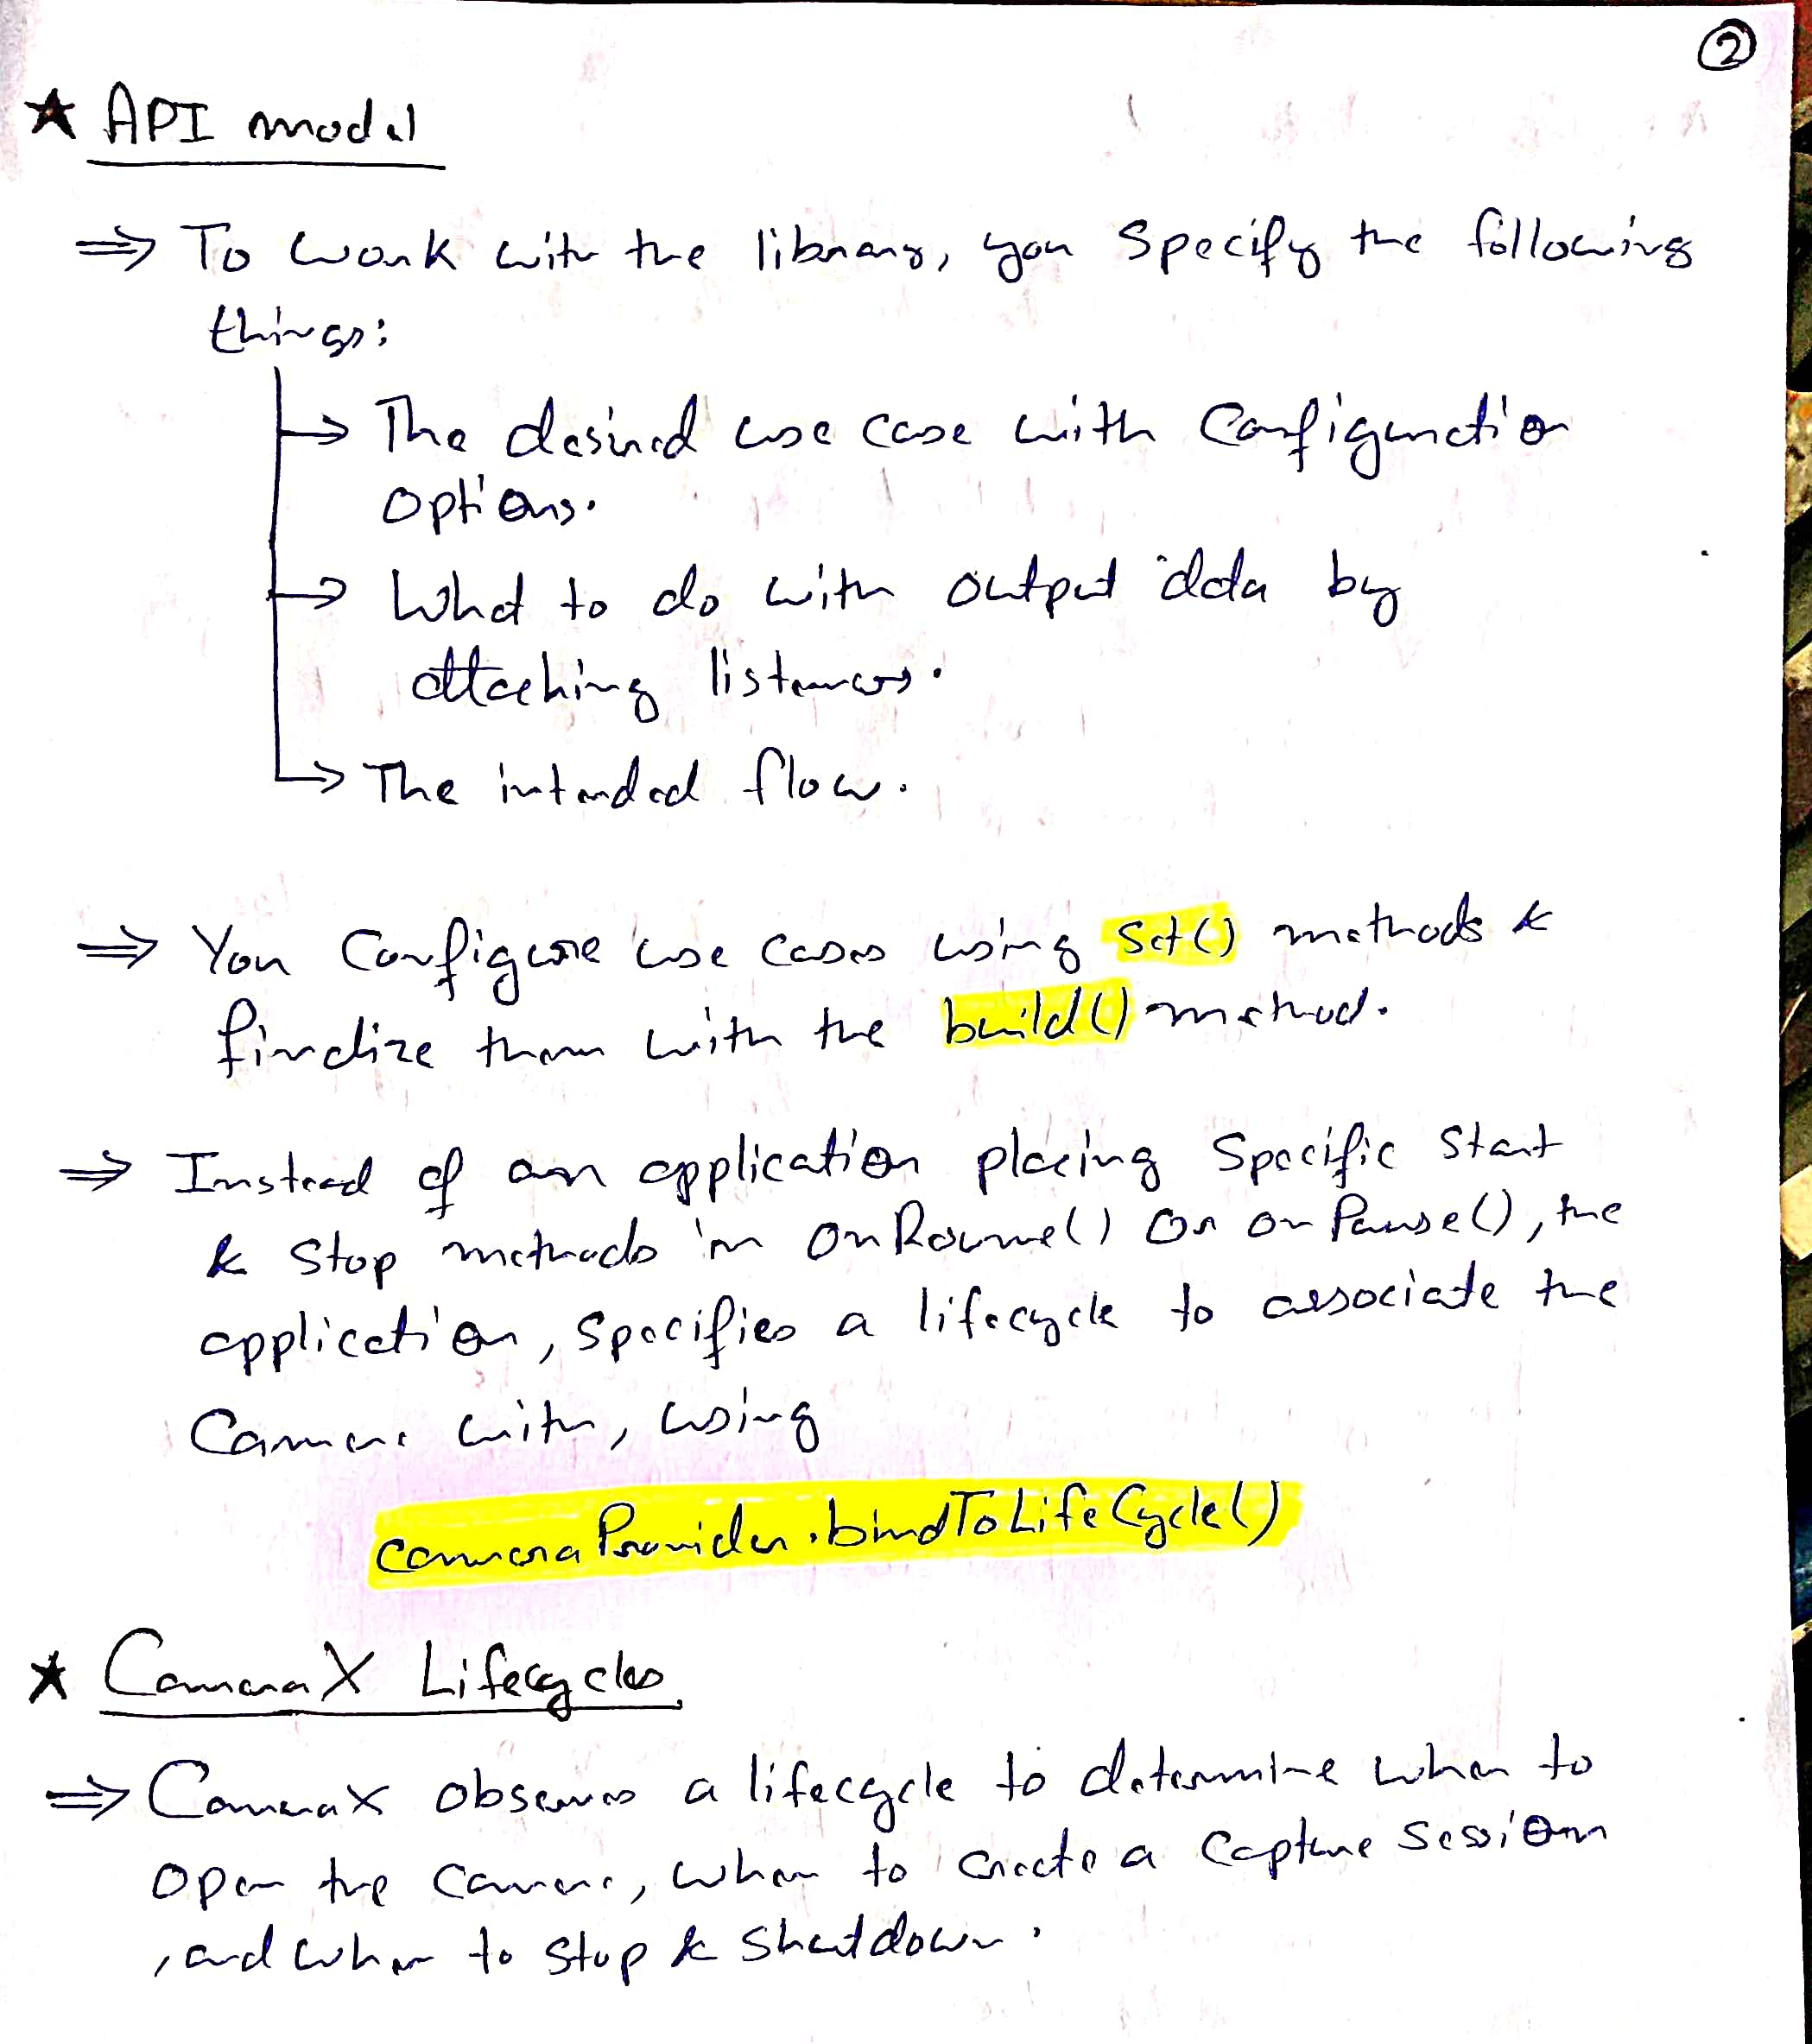 ②
★ API model
⇒ To work with the library, you specify the following
things:
→ The desired use case with Configuration
options.
→ What to do with output data by
attaching listeners.
→ The intended flow.
⇒ You Configure use cases using set() methods &
finalize them with the build() method.
⇒ Instead of an application placing Specific Start
& Stop methods in onResume() or onPause(), the
application, specifies a lifecycle to associate the
Camera with, using
cameraProvider.bindToLifeCycle()
★ CameraX Lifecycles
⇒ CameraX observes a lifecycle to determine when to
open the camera, when to create a Capture Session
, and when to stop & shutdown.